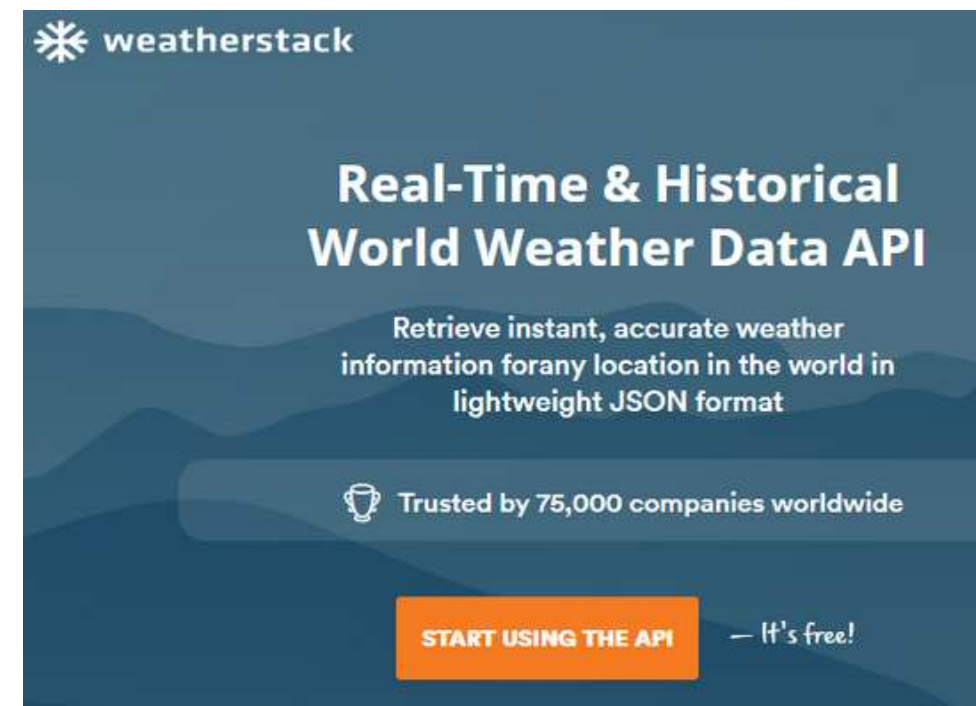 weatherstack
Real-Time & Historical
World Weather Data API
Retrieve instant, accurate weather
information forany location in the world in
lightweight JSON format
Trusted by 75,000 companies worldwide
START USING THE API
— It's free!